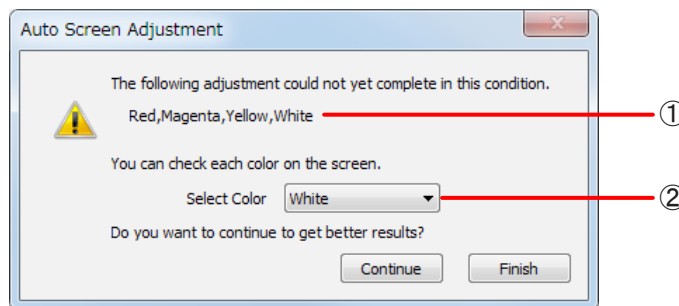 Auto Screen Adjustment
The following adjustment could not yet complete in this condition.
Red,Magenta,Yellow,White
①
You can check each color on the screen.
Select Color White
②
Do you want to continue to get better results?
Continue Finish